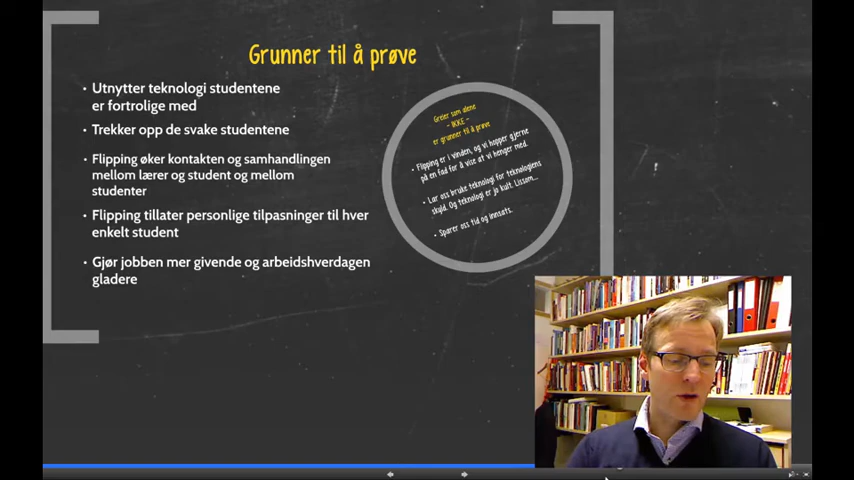 Grunner til å prøve
• Utnytter teknologi studentene
er fortrolige med
• Trekker opp de svake studentene
• Flipping øker kontakten og samhandlingen
mellom lærer og student og mellom
studenter
• Flipping tillater personlige tilpasninger til hver
enkelt student
• Gjør jobben mer givende og arbeidshverdagen
gladere
Greier som alene
- IKKE -
er grunner til å prøve
• Flipping er i vinden, og vi hopper gjerne
på en fad for å vise at vi henger med.
• Lar oss bruke teknologi for teknologiens
skyld. Og teknologi er jo kult. Lissom...
• Sparer oss tid og innsats.